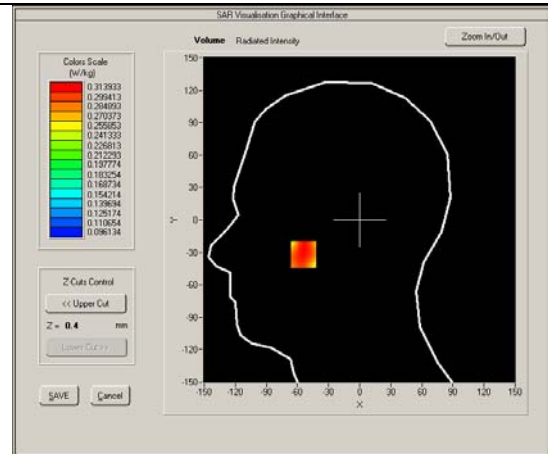 SAR Visualisation Graphical Interface
Volume Radiated Intensity
Zoom In/Out
Colors Scale
(W/kg)
0.313933
0.299413
0.284893
0.270373
0.255853
0.241333
0.226813
0.212293
0.197774
0.183254
0.168734
0.154214
0.139694
0.125174
0.110654
0.096134
Z Cuts Control
<< Upper Cut
Z = 0.4 mm
Lower Cut >>
SAVE Cancel
150
120
90
60
30
0
-30
-60
-90
-120
-150
Y
-150 -120 -90 -60 -30 0 30 60 90 120 150
X